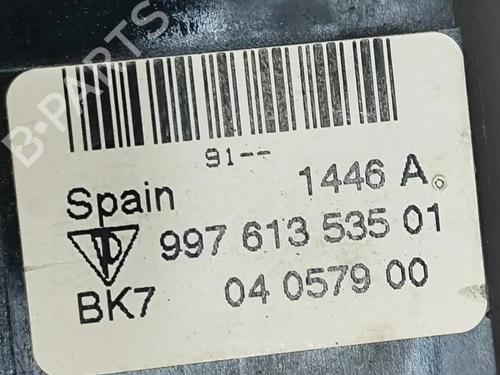 B-PARTS
91--
1446 A
Spain
997 613 535 01
BK7
04 0579 00